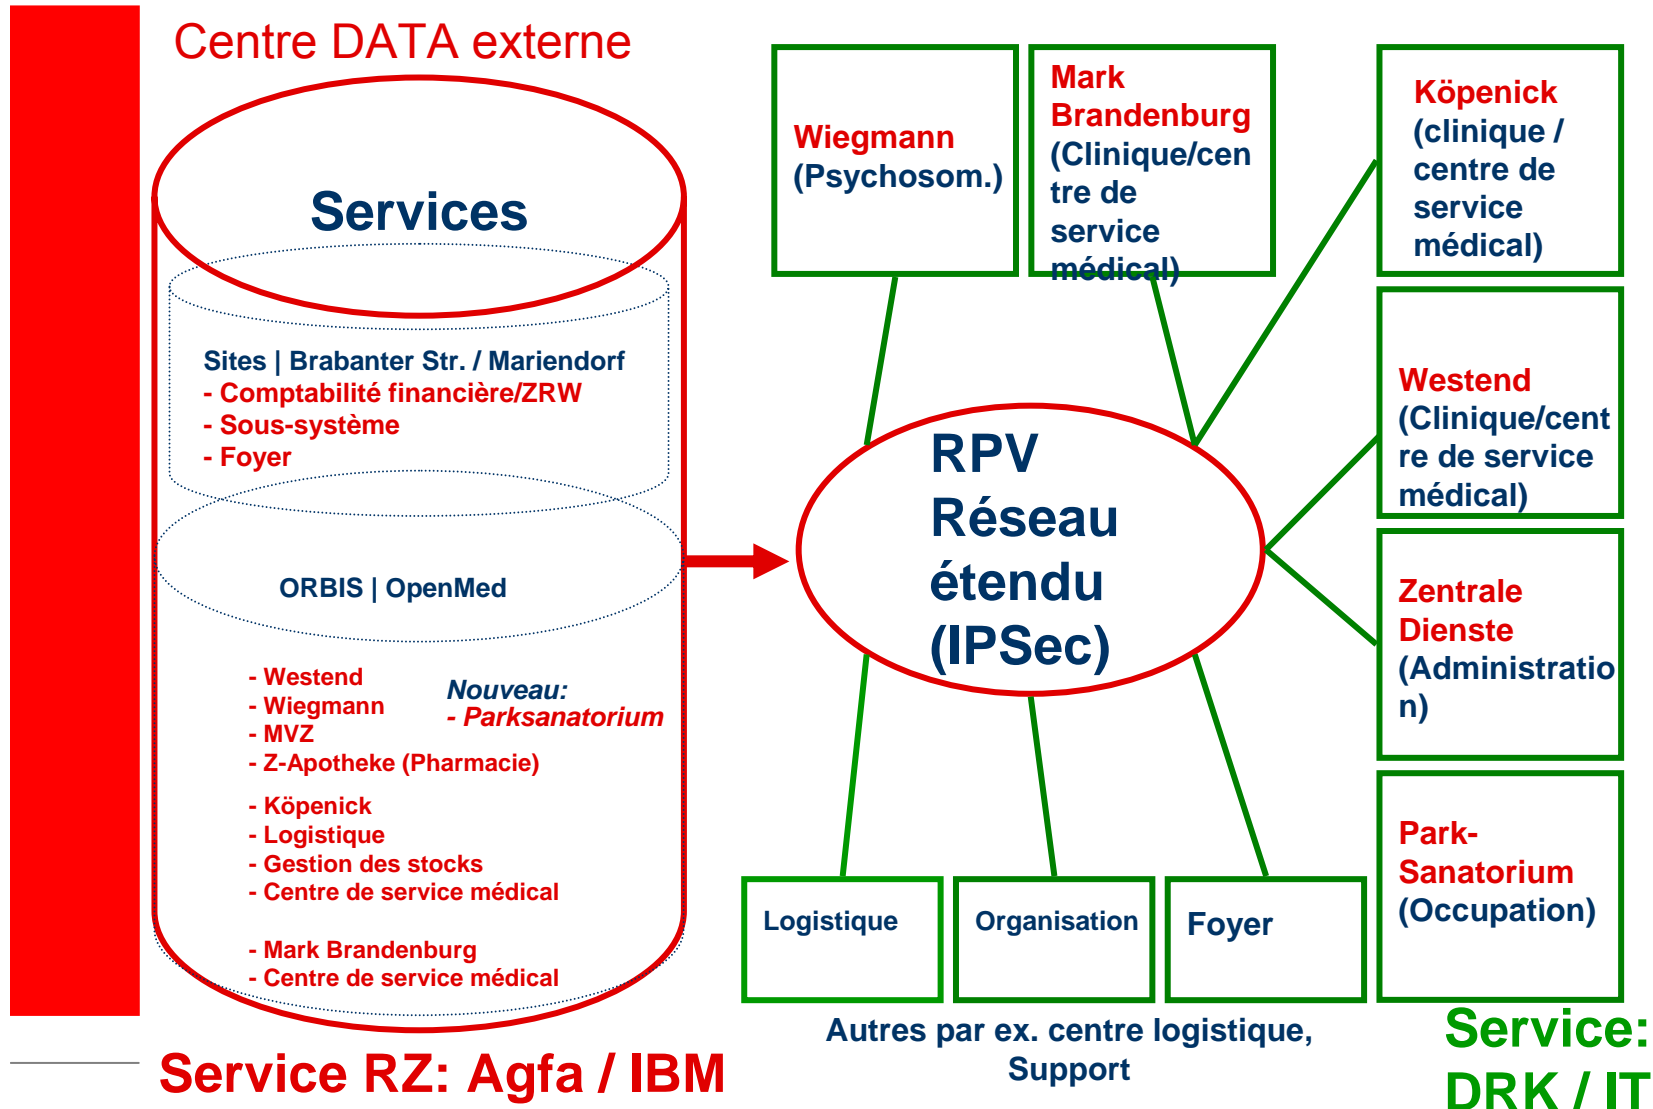 Centre DATA externe
Services
Sites | Brabanter Str. / Mariendorf
- Comptabilité financière/ZRW
- Sous-système
- Foyer
ORBIS | OpenMed
- Westend
- Wiegmann
- MVZ
- Z-Apotheke (Pharmacie)
Nouveau:
- Parksanatorium
- Köpenick
- Logistique
- Gestion des stocks
- Centre de service médical
- Mark Brandenburg
- Centre de service médical
Service RZ: Agfa / IBM
Wiegmann
(Psychosom.)
Mark
Brandenburg
(Clinique/cen
tre de
service
médical)
Köpenick
(clinique /
centre de
service
médical)
RPV
Réseau
étendu
(IPSec)
Westend
(Clinique/cent
re de service
médical)
Zentrale
Dienste
(Administratio
n)
Park-
Sanatorium
(Occupation)
Logistique
Organisation
Foyer
Autres par ex. centre logistique,
Support
Service:
DRK / IT